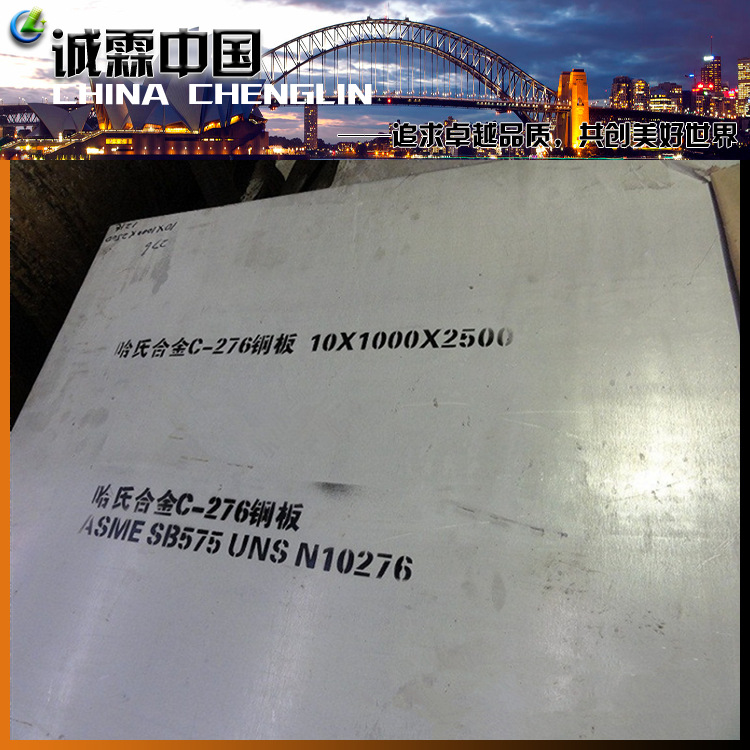 诚霖中国
CHINA CHENGLIN
——追求卓越品质，共创美好世界
10X1000X2500
276
哈氏合金C-276钢板 10X1000X2500
哈氏合金C-276钢板
ASME SB575 UNS N10276